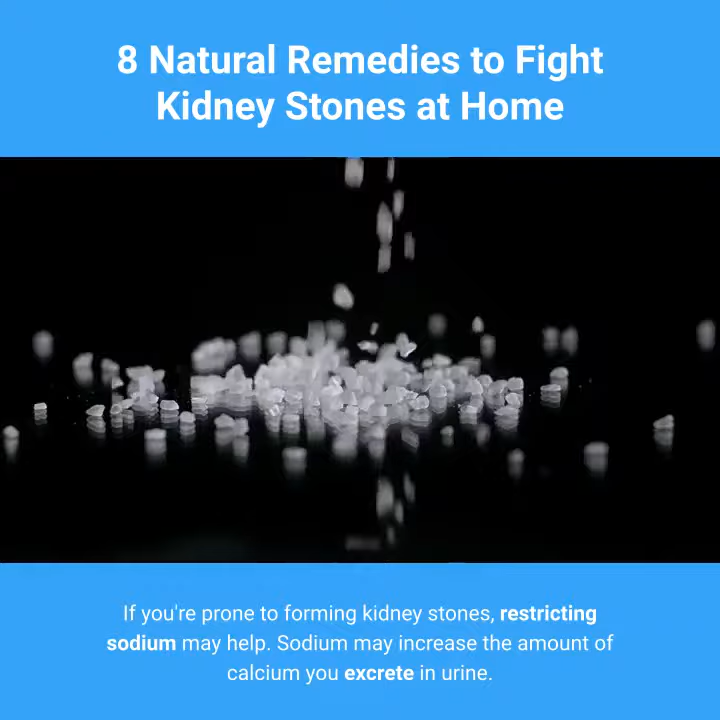 8 Natural Remedies to Fight
Kidney Stones at Home
If you're prone to forming kidney stones, restricting
sodium may help. Sodium may increase the amount of
calcium you excrete in urine.